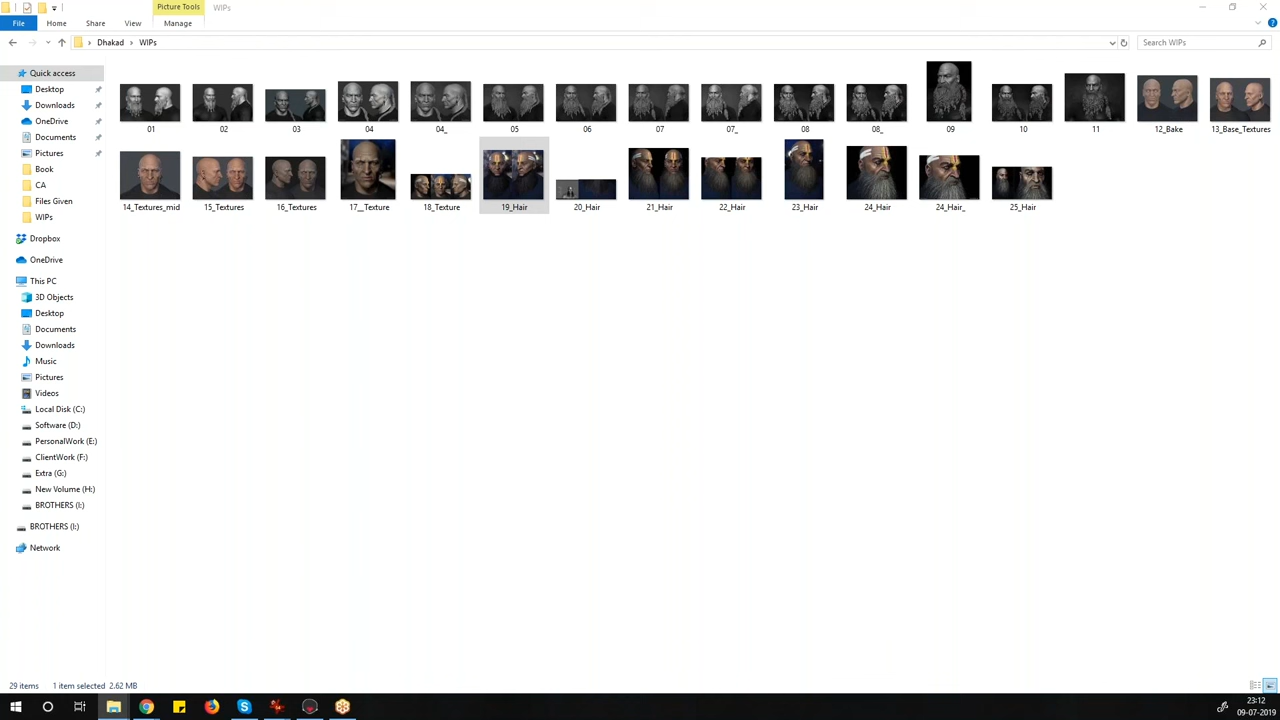 Picture Tools
WIPs
File
Home
Share
View
Manage
Dhakad
WIPs
Search WIPs
Quick access
Desktop
Downloads
OneDrive
Documents
Pictures
Book
CA
Files Given
WIPs
Dropbox
OneDrive
This PC
3D Objects
Desktop
Documents
Downloads
Music
Pictures
Videos
Local Disk (C:)
Software (D:)
PersonalWork (E:)
ClientWork (F:)
Extra (G:)
New Volume (H:)
BROTHERS (I:)
BROTHERS (I:)
Network
01
02
03
04
04_
05
06
07
07_
08
08_
09
10
11
12_Bake
13_Base_Textures
14_Textures_mid
15_Textures
16_Textures
17__Texture
18_Texture
19_Hair
20_Hair
21_Hair
22_Hair
23_Hair
24_Hair
24_Hair_
25_Hair
29 items
1 item selected 2.62 MB
23:12
09-07-2019